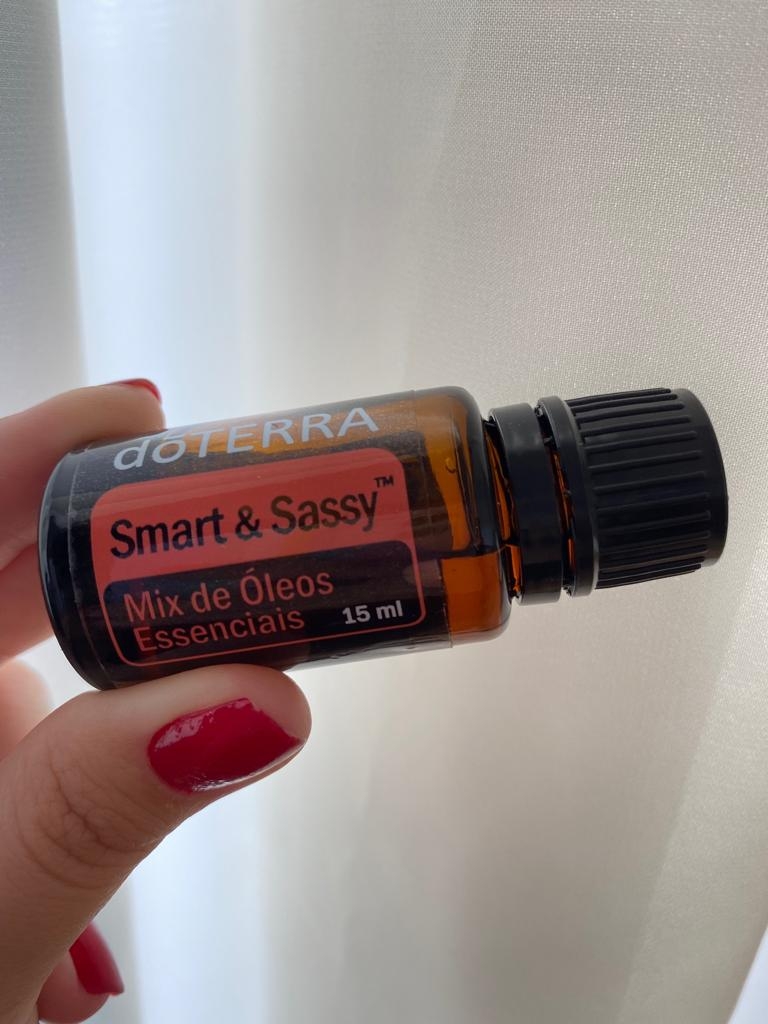 dōTERRA
Smart & Sassy™
Mix de Óleos
Essenciais 15 ml